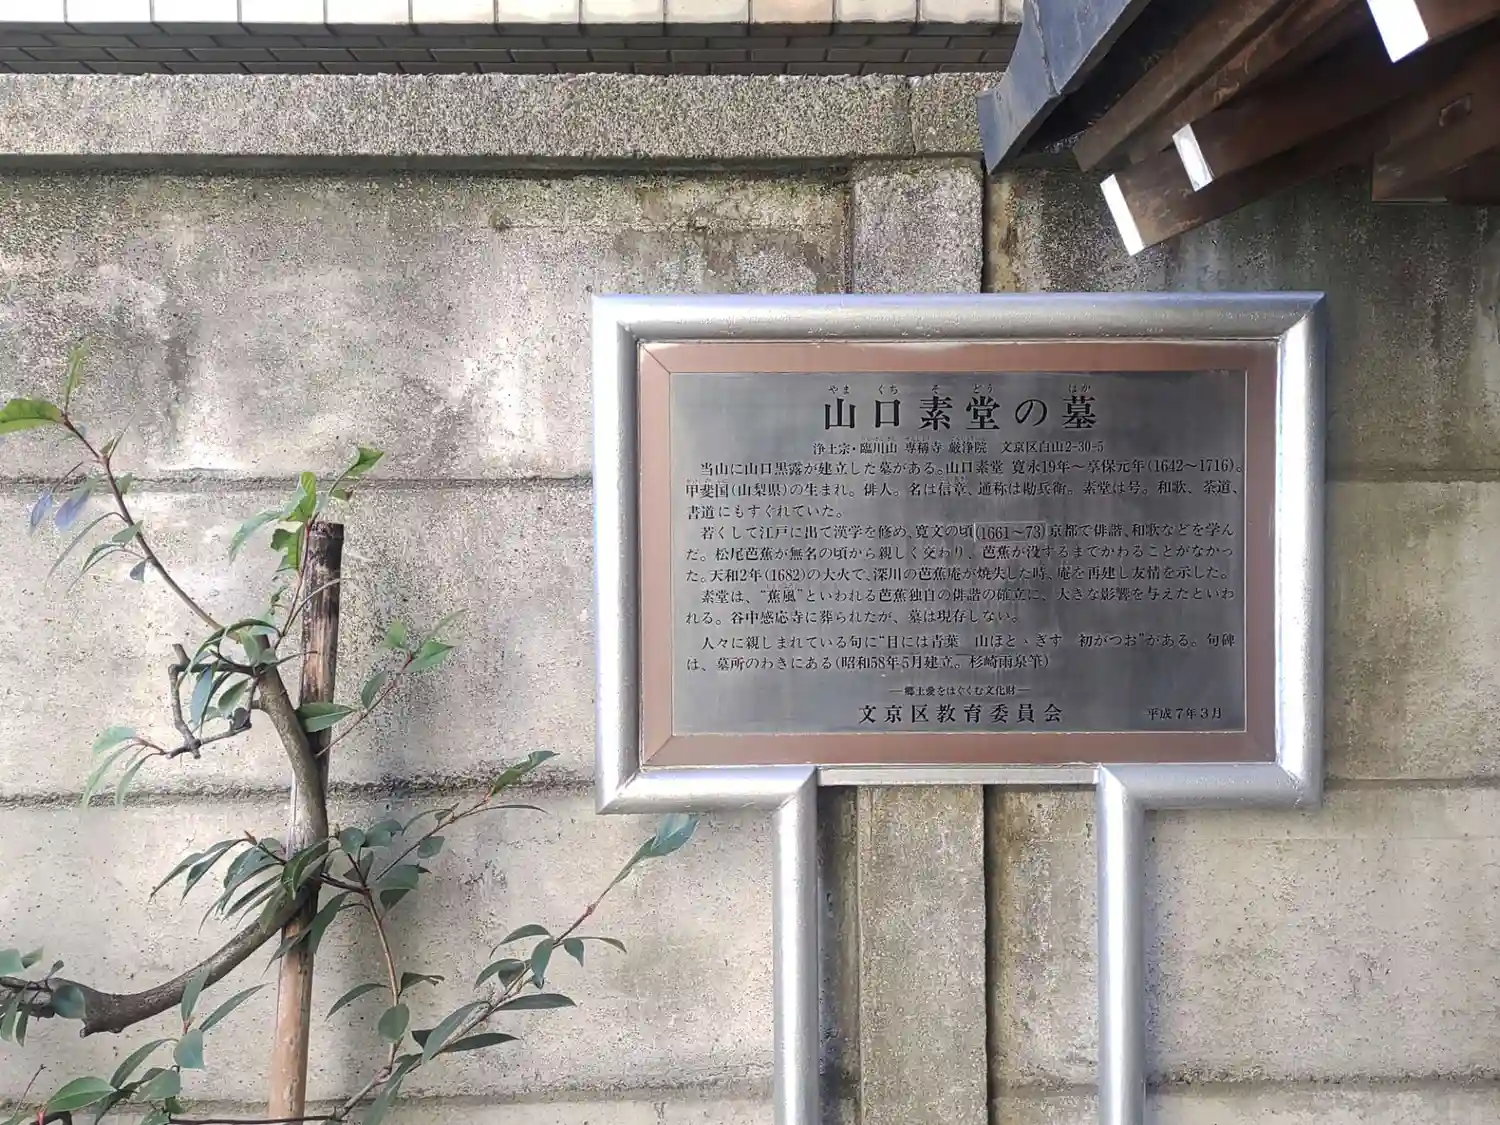 やまぐちそどうはか
山口素堂の墓
浄土宗・臨川山 専稱寺 厳浄院 文京区白山2-30-5
当山に山口黒露が建立した墓がある。山口素堂 寛永19年～享保元年(1642～1716)。
甲斐国(山梨県)の生まれ。俳人。名は信章、通称は勘兵衛。素堂は号。和歌、茶道、
書道にもすぐれていた。
若くして江戸に出て漢学を修め、寛文の頃(1661～73)京都で俳諧、和歌などを学ん
だ。松尾芭蕉が無名の頃から親しく交わり、芭蕉が没するまでかわることがなかっ
た。天和2年(1682)の大火で、深川の芭蕉庵が焼失した時、庵を再建し友情を示した。
素堂は、“蕉風”といわれる芭蕉独自の俳諧の確立に、大きな影響を与えたといわ
れる。谷中感応寺に葬られたが、墓は現存しない。
人々に親しまれている句に“目には青葉 山ほとゝぎす 初がつお”がある。句碑
は、墓所のわきにある(昭和58年5月建立。杉崎雨泉筆)
―郷土愛をはぐくむ文化財―
文京区教育委員会 平成7年3月